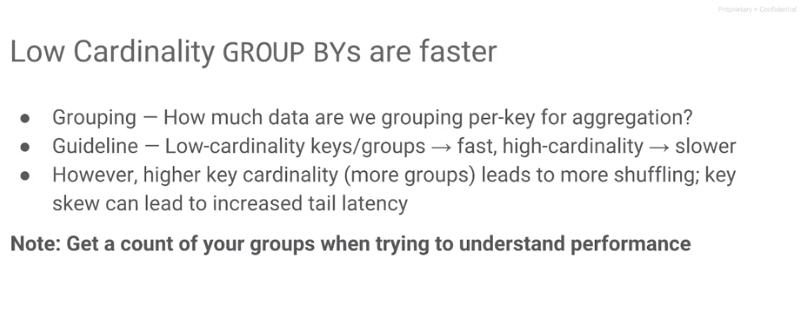 Proprietary + Confidential
Low Cardinality GROUP BYs are faster
● Grouping — How much data are we grouping per-key for aggregation?
● Guideline — Low-cardinality keys/groups → fast, high-cardinality → slower
● However, higher key cardinality (more groups) leads to more shuffling; key
skew can lead to increased tail latency
Note: Get a count of your groups when trying to understand performance